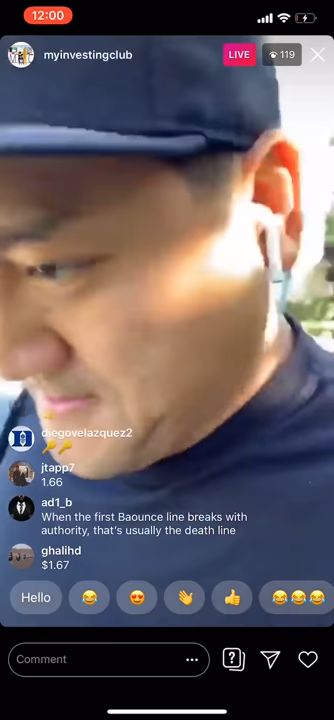 12:00
myinvestingclub
LIVE
119
diegovelazquez2
jtapp7
1.66
ad1_b
When the first Baounce line breaks with
authority, that's usually the death line
ghalihd
$1.67
Hello
Comment